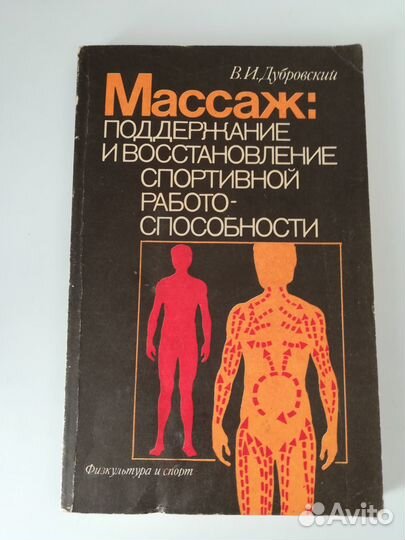 В.И.Дубровский
Массаж:
ПОДДЕРЖАНИЕ
И ВОССТАНОВЛЕНИЕ
СПОРТИВНОЙ
РАБОТО-
СПОСОБНОСТИ
Физкультура и спорт
Avito